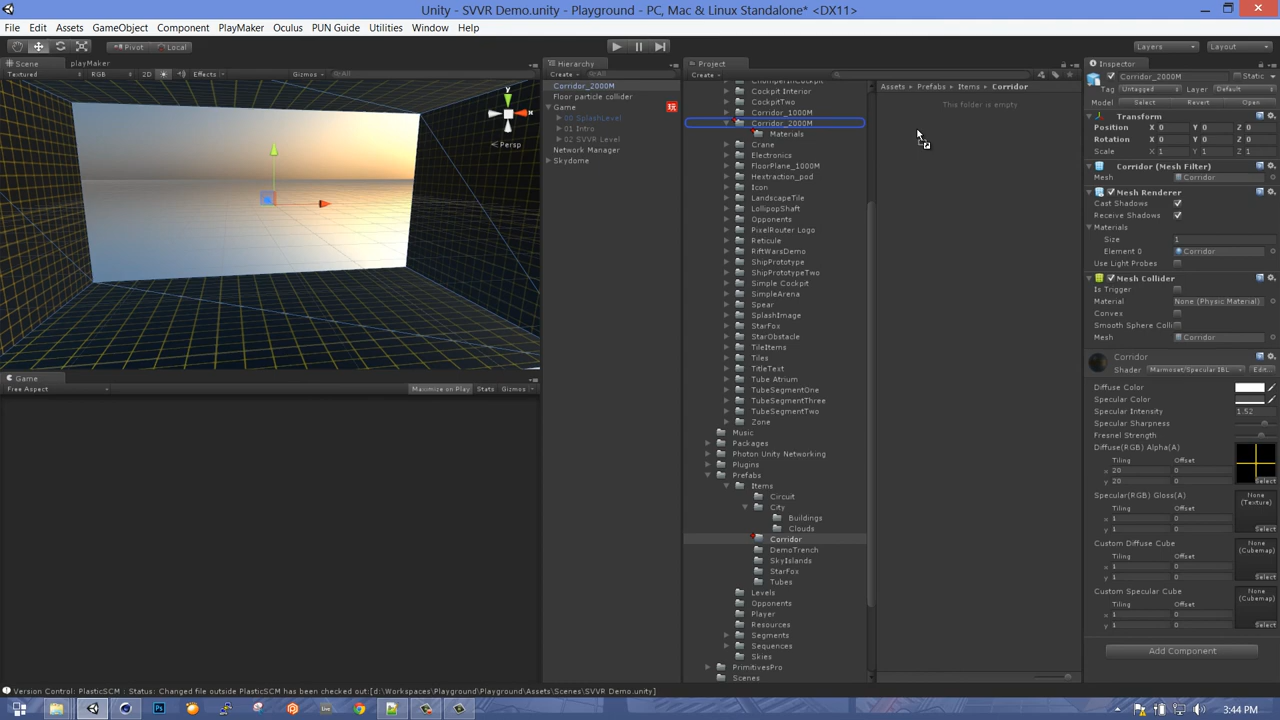 Unity - SVVR Demo.unity - Playground - PC, Mac & Linux Standalone* <DX11>
File Edit Assets GameObject Component PlayMaker Oculus PUN Guide Utilities Window Help
Pivot Local Layers Layout
Scene playMaker
Textured RGB 2D Effects Gizmos All
y
x
Persp
Game
Free Aspect Maximize on Play Stats Gizmos
Hierarchy
Create All
Corridor_2000M
Floor particle collider
Game
00 SplashLevel
01 Intro
02 SVVR Level
Network Manager
Skydome
Project
Create
Cockpit Interior
CockpitTwo
Corridor_1000M
Corridor_2000M
Materials
Crane
Electronics
FloorPlane_1000M
Hextraction_pod
Icon
LandscapeTile
LollipopShaft
Opponents
PixelRouter Logo
Reticule
RiftWarsDemo
ShipPrototype
ShipPrototypeTwo
Simple Cockpit
SimpleArena
Spear
SplashImage
StarFox
StarObstacle
TileItems
Tiles
TitleText
Tube Atrium
TubeSegmentOne
TubeSegmentThree
TubeSegmentTwo
Zone
Music
Packages
Photon Unity Networking
Plugins
Prefabs
Items
Circuit
City
Buildings
Clouds
Corridor
DemoTrench
SkyIslands
StarFox
Tubes
Levels
Opponents
Player
Resources
Segments
Sequences
Skies
PrimitivesPro
Scenes
Assets Prefabs Items Corridor
This folder is empty
Inspector
Corridor_2000M Static
Tag Untagged Layer Default
Model Select Revert Open
Transform
Position X 0 Y 0 Z 0
Rotation X 0 Y 0 Z 0
Scale X 1 Y 1 Z 1
Corridor (Mesh Filter)
Mesh Corridor
Mesh Renderer
Cast Shadows
Receive Shadows
Materials
Size 1
Element 0 Corridor
Use Light Probes
Mesh Collider
Is Trigger
Material None (Physic Material)
Convex
Smooth Sphere Colli
Mesh Corridor
Corridor
Shader Marmoset/Specular IBL Edit...
Diffuse Color
Specular Color
Specular Intensity 1.52
Specular Sharpness
Fresnel Strength
Diffuse(RGB) Alpha(A)
Tiling Offset
x 20 0
y 20 0
Select
Specular(RGB) Gloss(A)
None (Texture)
Tiling Offset
x 1 0
y 1 0
Select
Custom Diffuse Cube
None (Cubemap)
Tiling Offset
x 1 0
y 1 0
Select
Custom Specular Cube
None (Cubemap)
Tiling Offset
x 1 0
y 1 0
Select
Add Component
Version Control: PlasticSCM : Status: Changed file outside PlasticSCM has been checked out:[d:\Workspaces\Playground\Playground\Assets\Scenes\SVVR Demo.unity]
3:44 PM